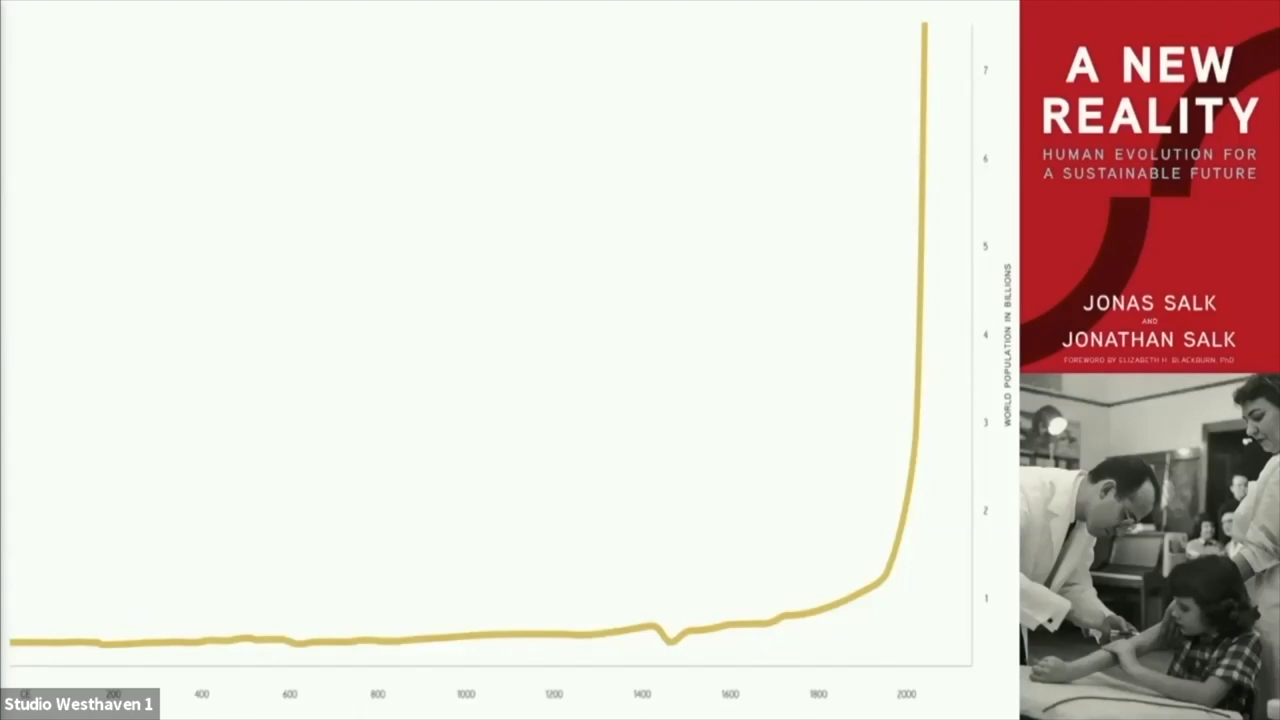 7
6
5
4
3
2
1
WORLD POPULATION IN BILLIONS
200
400
600
800
1000
1200
1400
1600
1800
2000
Studio Westhaven 1
A NEW
REALITY
HUMAN EVOLUTION FOR
A SUSTAINABLE FUTURE
JONAS SALK
AND
JONATHAN SALK
FOREWORD BY ELIZABETH H. BLACKBURN, PhD